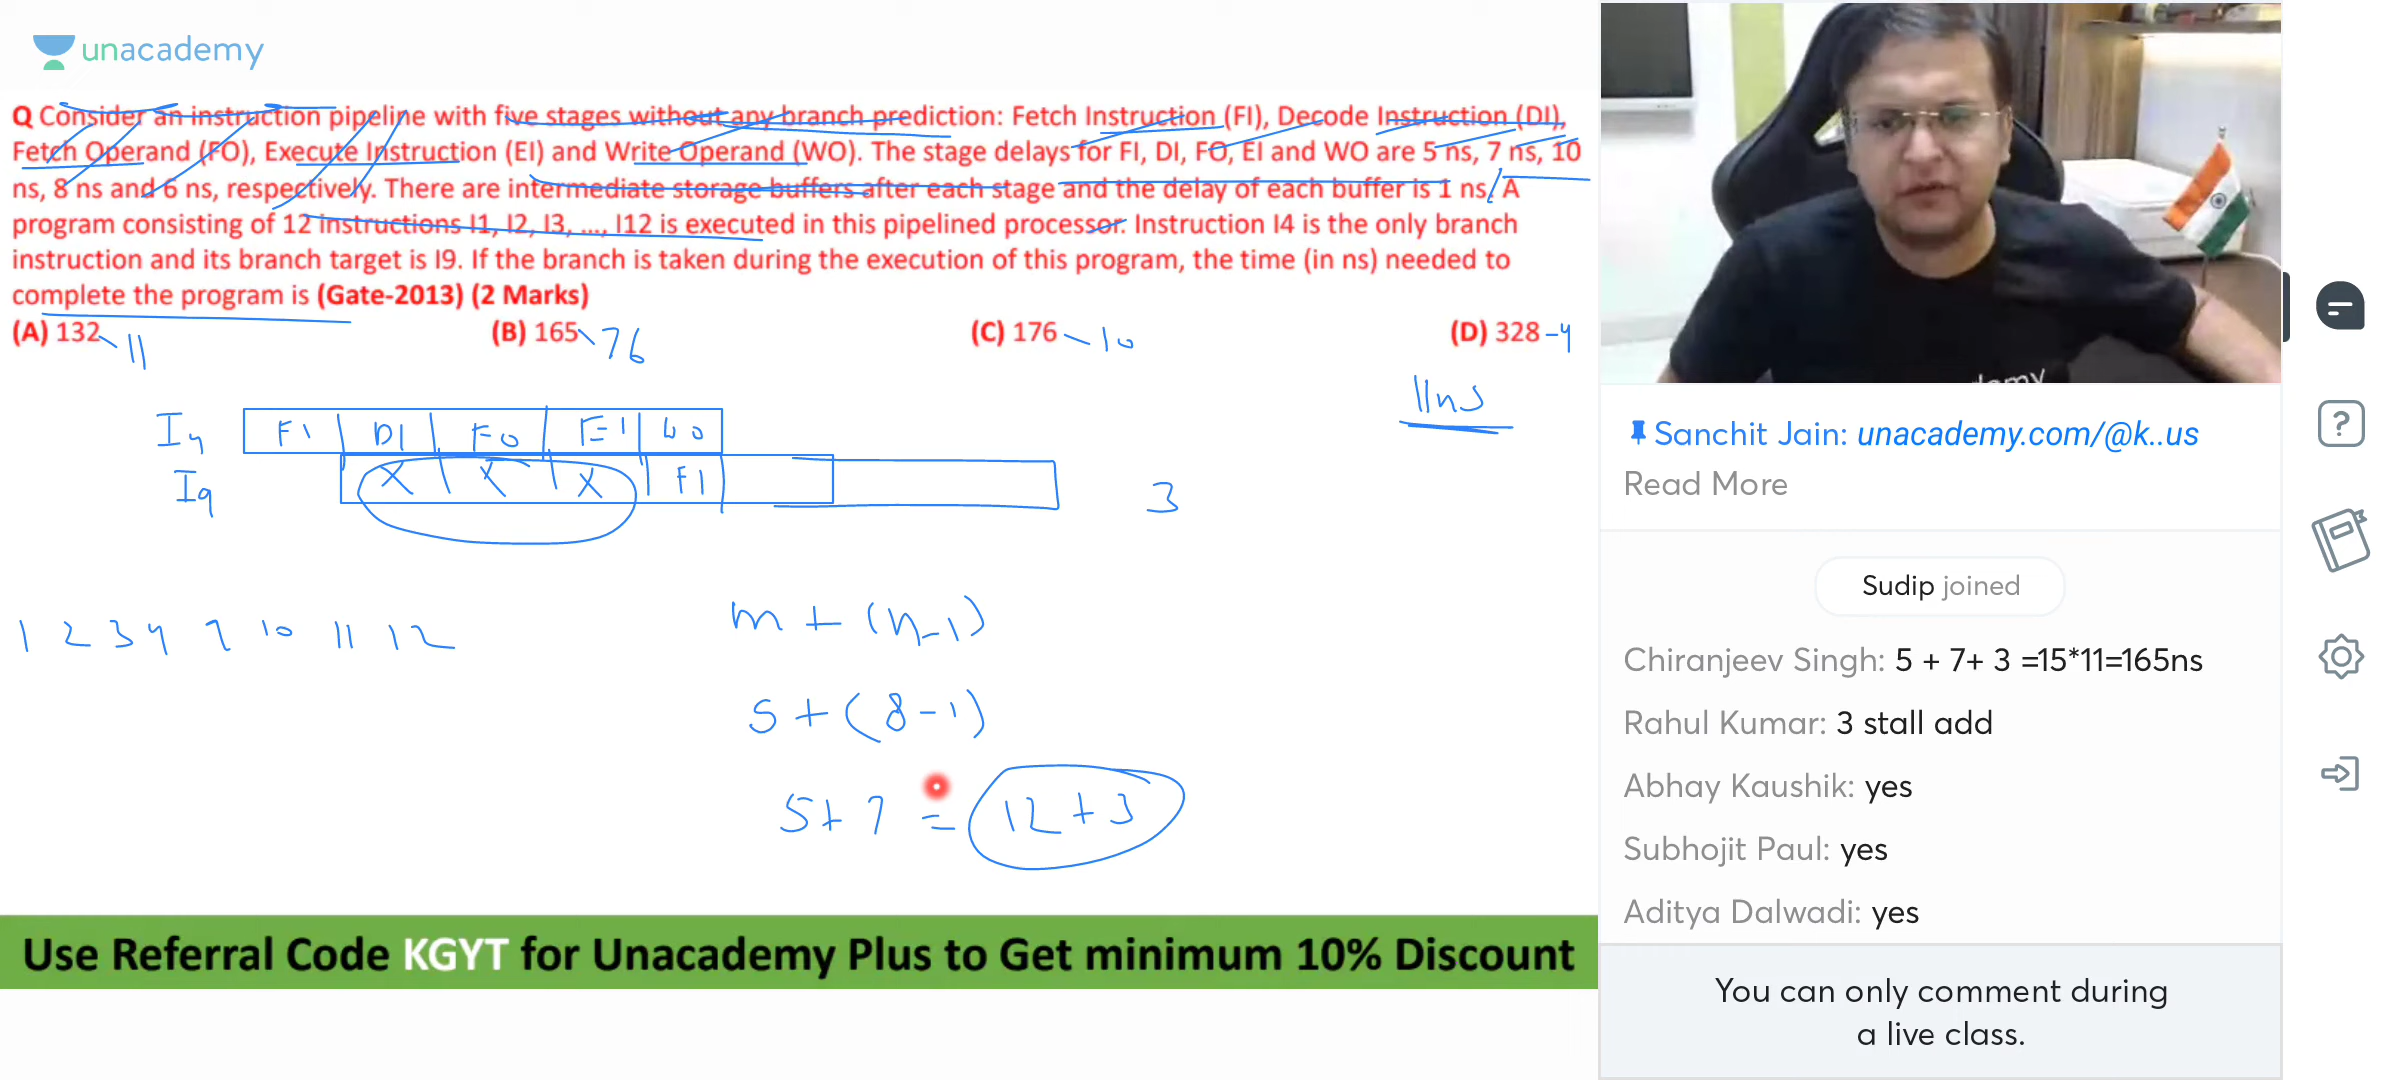 unacademy
Q Consider an instruction pipeline with five stages without any branch prediction: Fetch Instruction (FI), Decode Instruction (DI),
Fetch Operand (FO), Execute Instruction (EI) and Write Operand (WO). The stage delays for FI, DI, FO, EI and WO are 5 ns, 7 ns, 10
ns, 8 ns and 6 ns, respectively. There are intermediate storage buffers after each stage and the delay of each buffer is 1 ns. A
program consisting of 12 instructions I1, I2, I3, ..., I12 is executed in this pipelined processor. Instruction I4 is the only branch
instruction and its branch target is I9. If the branch is taken during the execution of this program, the time (in ns) needed to
complete the program is (Gate-2013) (2 Marks)
(A) 132 11 (B) 165 76 (C) 176 10 (D) 328 -4
11ns
I4 FI DI FO EI WO
I9 X X X FI
3
1 2 3 4 9 10 11 12
m + (n-1)
5 + (8-1)
5+7 = 12 + 3
Use Referral Code KGYT for Unacademy Plus to Get minimum 10% Discount
Sanchit Jain: unacademy.com/@k..us
Read More
Sudip joined
Chiranjeev Singh: 5 + 7+ 3 =15*11=165ns
Rahul Kumar: 3 stall add
Abhay Kaushik: yes
Subhojit Paul: yes
Aditya Dalwadi: yes
You can only comment during
a live class.